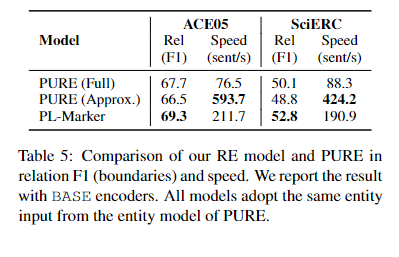 ACE05 SciERC
Model Rel Speed Rel Speed
(F1) (sent/s) (F1) (sent/s)
PURE (Full) 67.7 76.5 50.1 88.3
PURE (Approx.) 66.5 593.7 48.8 424.2
PL-Marker 69.3 211.7 52.8 190.9
Table 5: Comparison of our RE model and PURE in
relation F1 (boundaries) and speed. We report the result
with BASE encoders. All models adopt the same entity
input from the entity model of PURE.